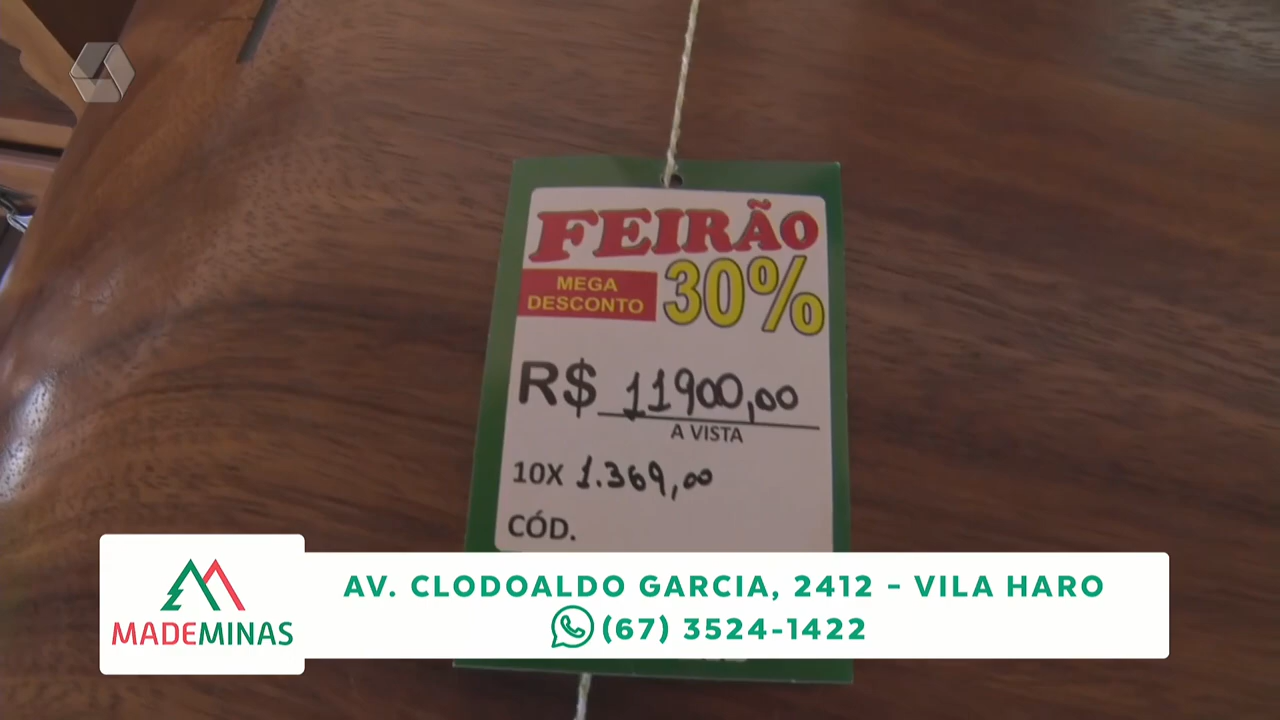 FEIRÃO
MEGA
DESCONTO
30%
R$ 11900,00
A VISTA
10X 1.369,00
CÓD.
MADEMINAS
AV. CLODOALDO GARCIA, 2412 - VILA HARO
(67) 3524-1422